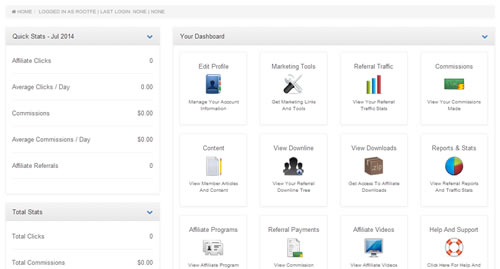 HOME / LOGGED IN AS ROOTFE | LAST LOGIN: NONE | NONE
Quick Stats - Jul 2014
Affiliate Clicks 0
Average Clicks / Day 0.00
Commissions $0.00
Average Commissions / Day $0.00
Affiliate Referrals 0
Total Stats
Total Clicks 0
Total Commissions $0.00
Your Dashboard
Edit Profile
Manage Your Account
Information
Marketing Tools
Get Marketing Links
And Tools
Referral Traffic
View Your Referral
Traffic Stats
Commissions
View Your Commissions
Made
Content
View Member Articles
And Content
View Downline
View Your Referral
Downline Tree
View Downloads
Get Access To Affiliate
Downloads
Reports & Stats
View Referral Reports
And Traffic Stats
Affiliate Programs
View Affiliate Program
Referral Payments
View Commission
Affiliate Videos
View Affiliate Videos
Help And Support
Click Here For Help And